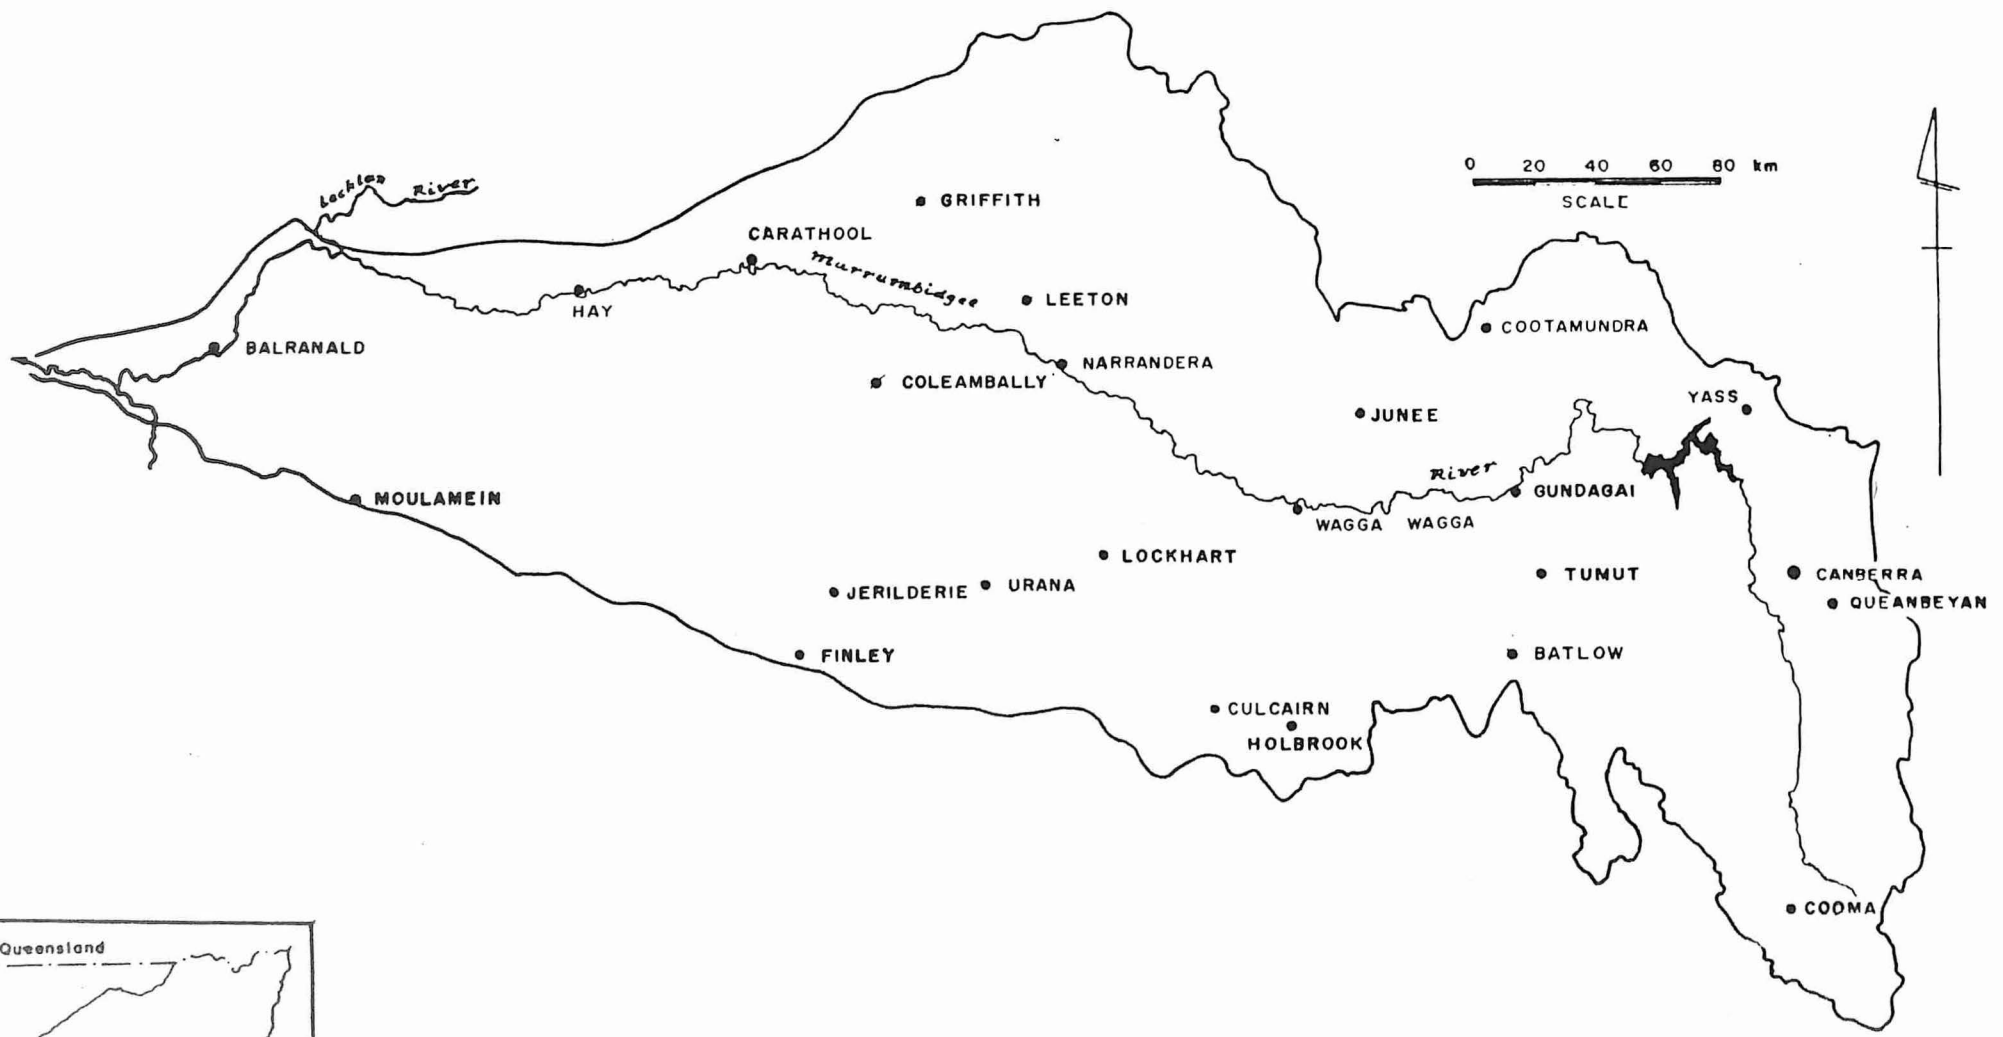 Lachlan River
0 20 40 60 80 km
SCALE
GRIFFITH
CARATHOOL
Murrumbidgee
LEETON
HAY
COOTAMUNDRA
BALRANALD
NARRANDERA
COLEAMBALLY
YASS
JUNEE
River
MOULAMEIN
GUNDAGAI
WAGGA WAGGA
LOCKHART
TUMUT
CANBERRA
JERILDERIE
URANA
QUEANBEYAN
FINLEY
BATLOW
CULCAIRN
HOLBROOK
COOMA
Queensland